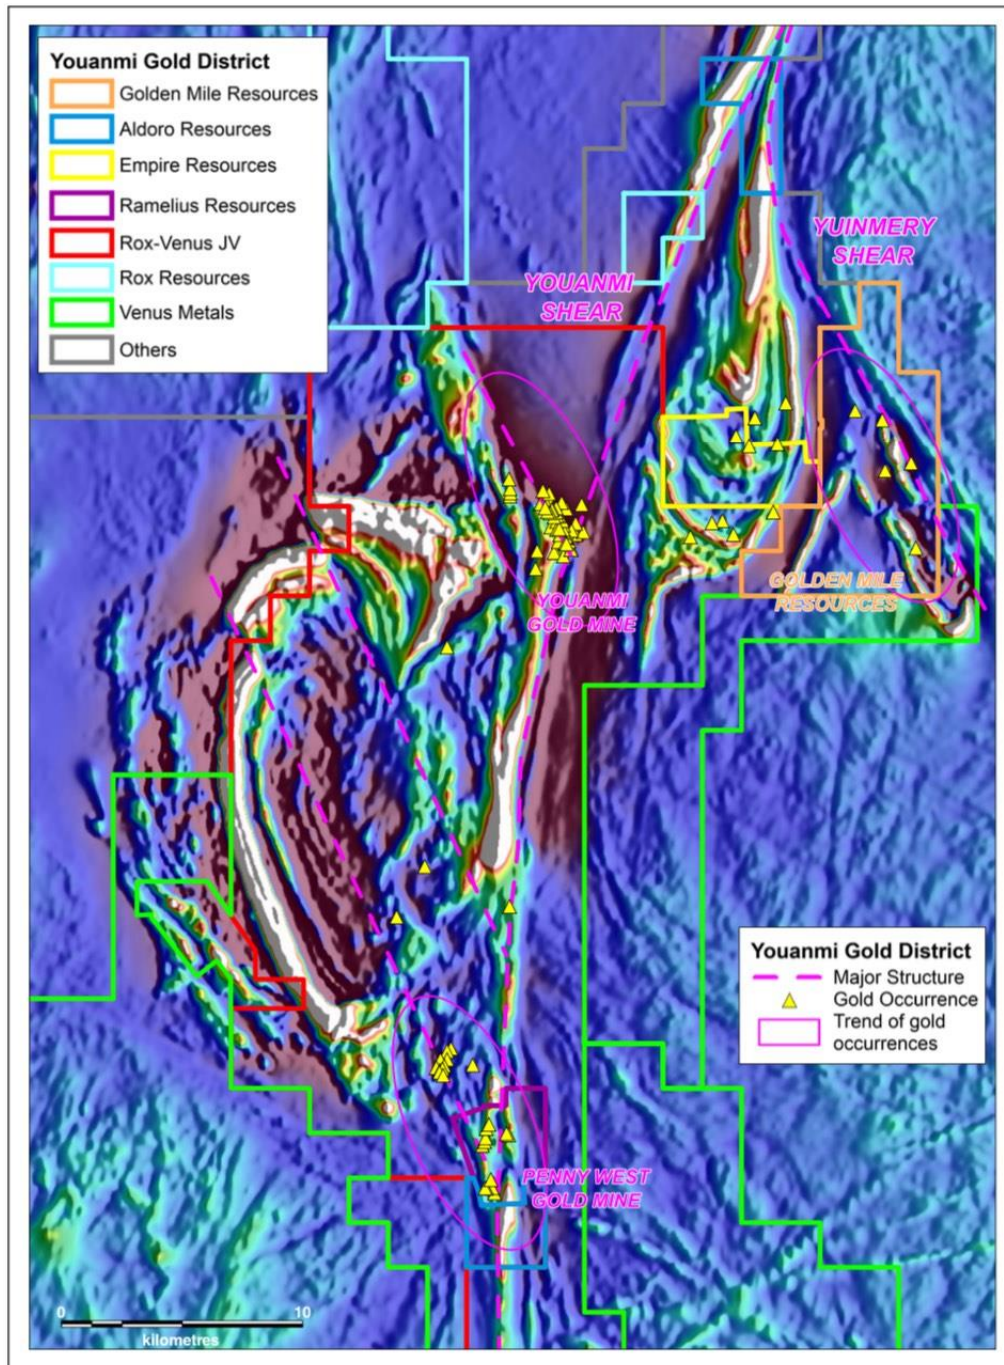 Youanmi Gold District
Golden Mile Resources
Aldoro Resources
Empire Resources
Ramelius Resources
Rox-Venus JV
Rox Resources
Venus Metals
Others
YUINMERY
SHEAR
YOUANMI
SHEAR
YOUANMI
GOLD MINE
GOLDEN MILE
RESOURCES
Youanmi Gold District
Major Structure
Gold Occurrence
Trend of gold
occurrences
PENNY WEST
GOLD MINE
0 10
kilometres